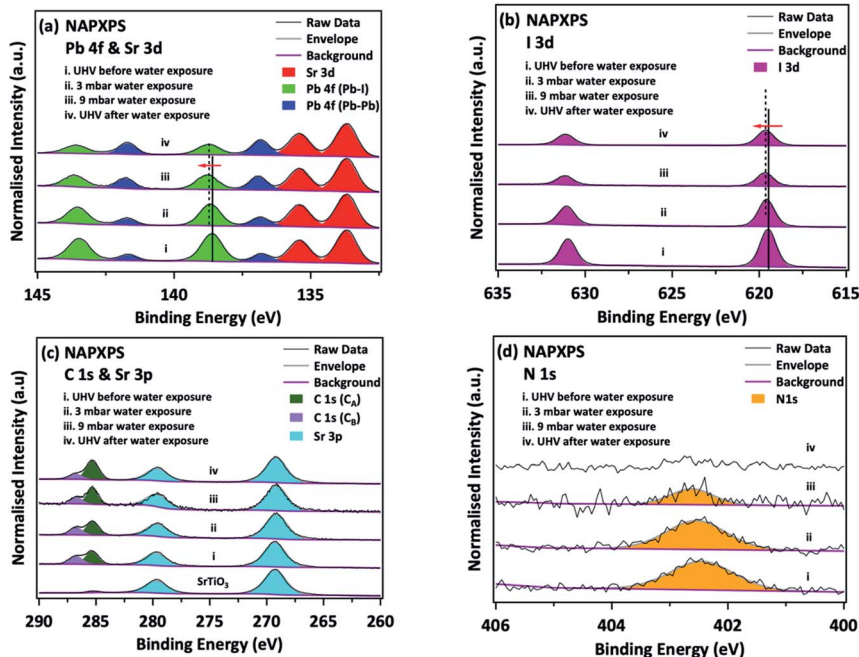 (a) NAPXPS
Pb 4f & Sr 3d
i. UHV before water exposure
ii. 3 mbar water exposure
iii. 9 mbar water exposure
iv. UHV after water exposure
Raw Data
Envelope
Background
Sr 3d
Pb 4f (Pb-I)
Pb 4f (Pb-Pb)
iv
iii
ii
i
Normalised Intensity (a.u.)
145 140 135
Binding Energy (eV)
(b) NAPXPS
I 3d
i. UHV before water exposure
ii. 3 mbar water exposure
iii. 9 mbar water exposure
iv. UHV after water exposure
Raw Data
Envelope
Background
I 3d
iv
iii
ii
i
Normalised Intensity (a.u.)
635 630 625 620 615
Binding Energy (eV)
(c) NAPXPS
C 1s & Sr 3p
i. UHV before water exposure
ii. 3 mbar water exposure
iii. 9 mbar water exposure
iv. UHV after water exposure
Raw Data
Envelope
Background
C 1s (CA)
C 1s (CB)
Sr 3p
iv
iii
ii
i
SrTiO3
Normalised Intensity (a.u)
290 285 280 275 270 265 260
Binding Energy (eV)
(d) NAPXPS
N 1s
i. UHV before water exposure
ii. 3 mbar water exposure
iii. 9 mbar water exposure
iv. UHV after water exposure
Raw Data
Envelope
Background
N1s
iv
iii
ii
i
Normalised Intensity (a.u.)
406 404 402 400
Binding Energy (eV)